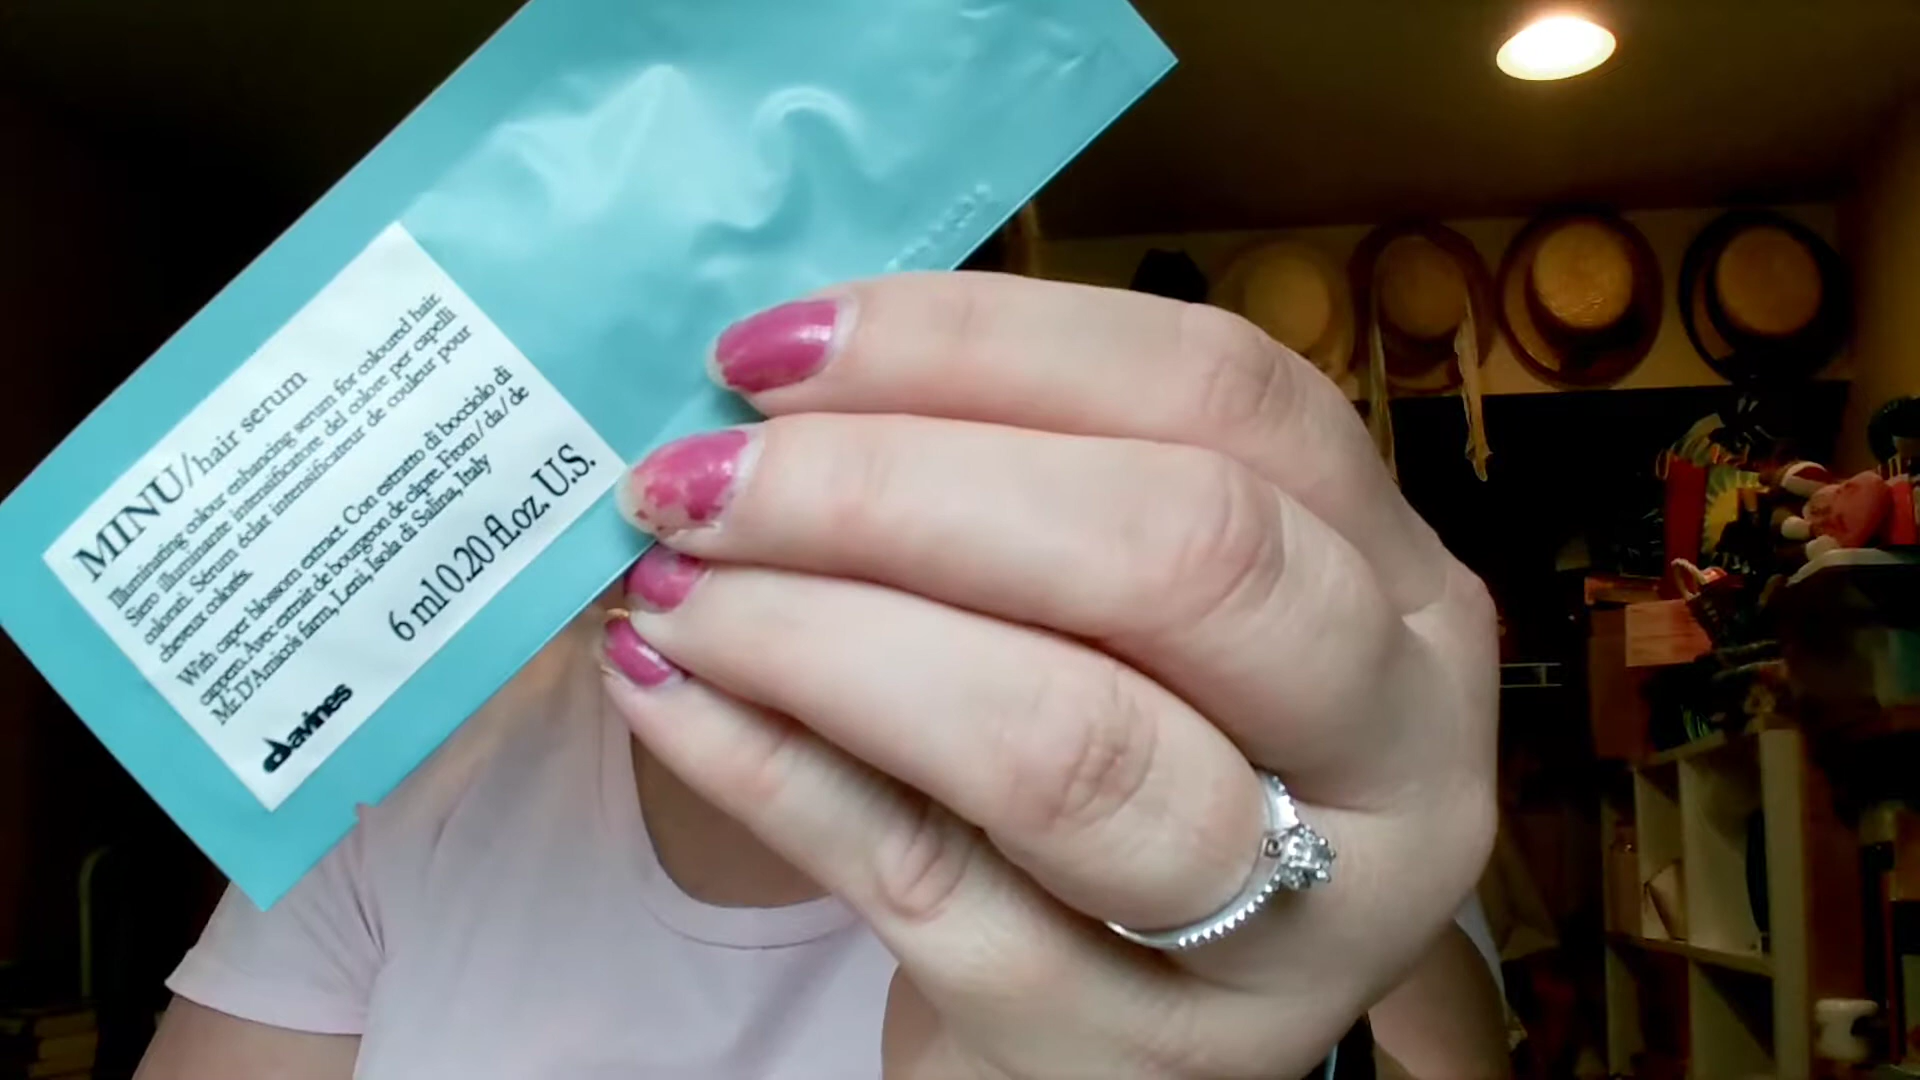 MINU/hair serum
Illuminating colour enhancing serum for coloured hair.
Siero illuminante intensificatore del colore per capelli
colorati. Sérum éclat intensificateur de couleur pour
cheveux colorés.
With caper blossom extract. Con estratto di bocciolo di
cappero. Avec extrait de bourgeon de câpre. From / da / de
Mr. D'Amico's farm, Leni, Isola di Salina, Italy
6 ml 0.20 fl.oz. U.S.
davines